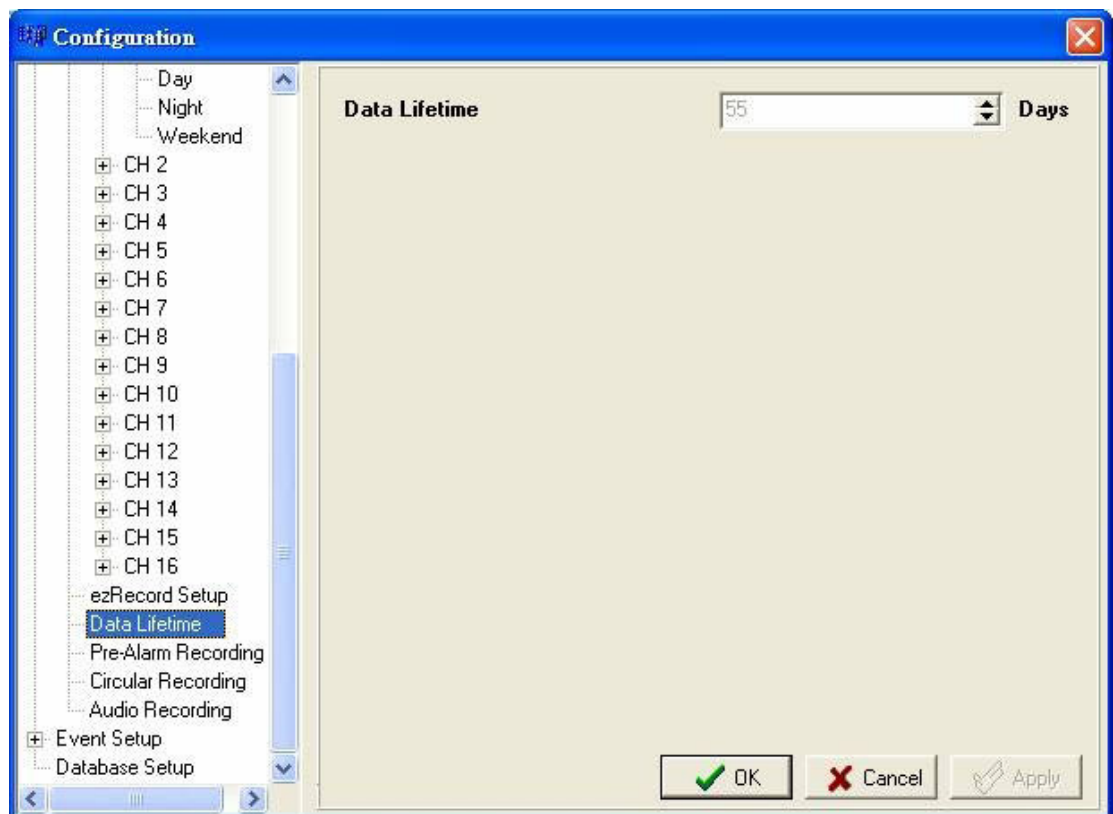 Configuration
Day
Night
Weekend
CH 2
CH 3
CH 4
CH 5
CH 6
CH 7
CH 8
CH 9
CH 10
CH 11
CH 12
CH 13
CH 14
CH 15
CH 16
ezRecord Setup
Data Lifetime
Pre-Alarm Recording
Circular Recording
Audio Recording
Event Setup
Database Setup
Data Lifetime 55 Days
OK Cancel Apply